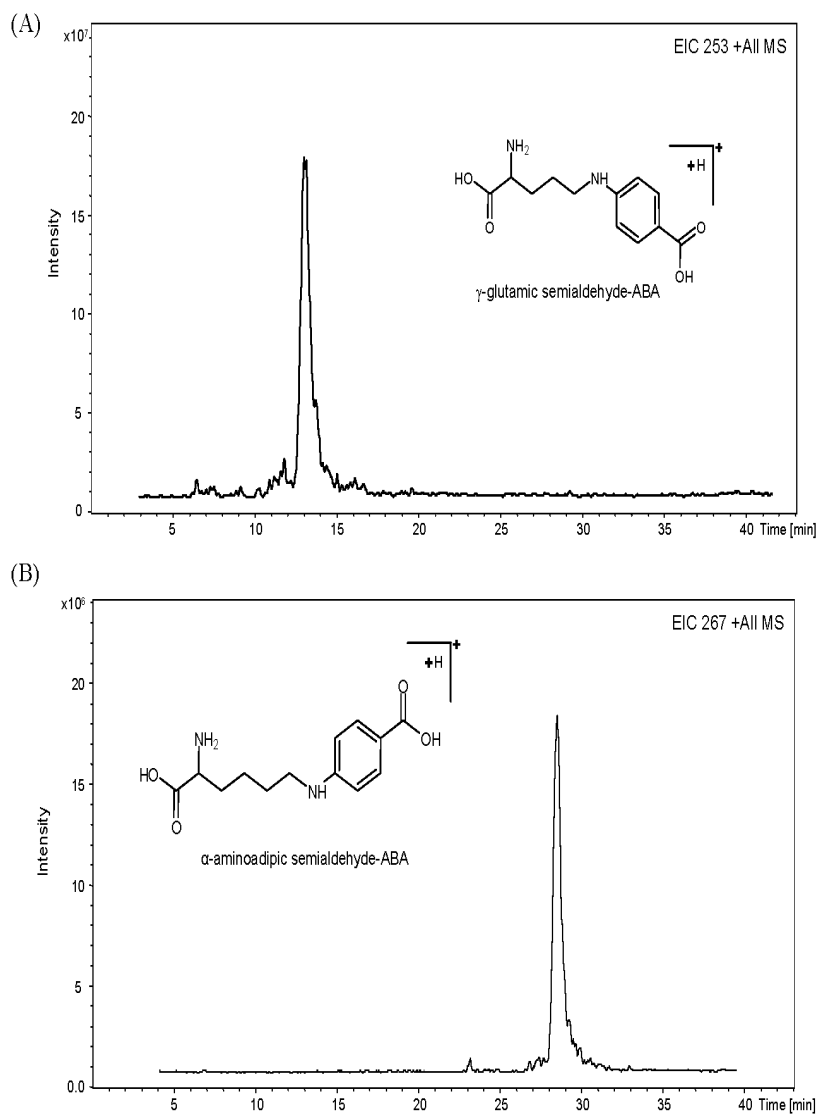 (A)
x10⁷
EIC 253 +All MS
20
15
10
5
0
Intensity
NH₂
HO
O
NH
O
OH
+H
+
γ-glutamic semialdehyde-ABA
5 10 15 20 25 30 35 40 Time [min]
(B)
x10⁶
EIC 267 +All MS
20
15
10
5
0.0
Intensity
+H
+
O
OH
NH₂
HO
O
NH
α-aminoadipic semialdehyde-ABA
5 10 15 20 25 30 35 40 Time [min]